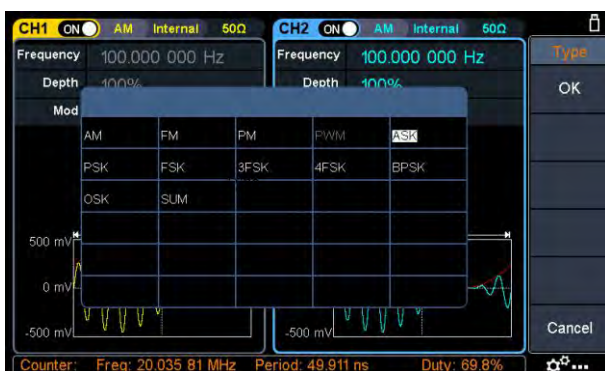 CH1 ON AM Internal 50Ω CH2 ON AM Internal 50Ω
Frequency 100.000 000 Hz Frequency 100.000 000 Hz Type
Depth 100% Depth 100% OK
Mod
AM FM PM PWM ASK
PSK FSK 3FSK 4FSK BPSK
OSK SUM
500 mV
0 mV
-500 mV -500 mV Cancel
Counter: Freq: 20.035 81 MHz Period: 49.911 ns Duty: 69.8%